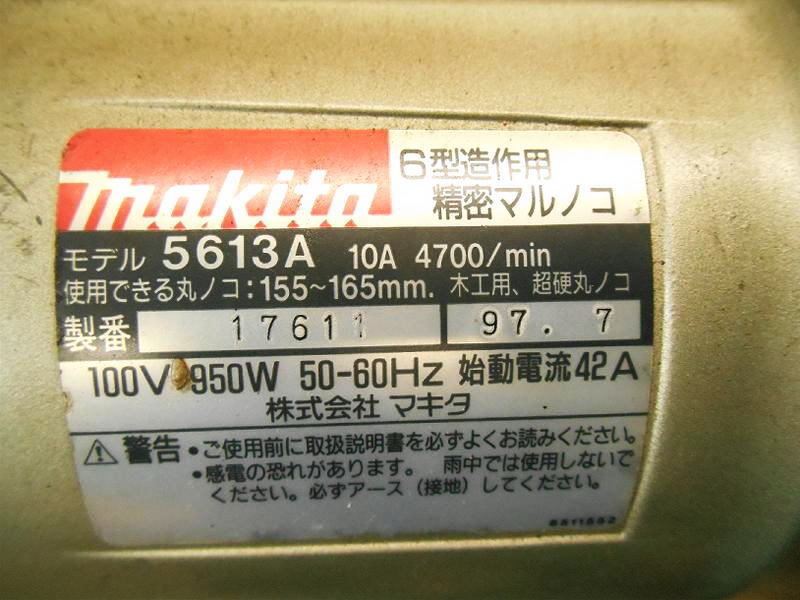 makita
6型造作用
精密マルノコ
モデル 5613A 10A 4700/min
使用できる丸ノコ:155~165mm. 木工用、超硬丸ノコ
製番 17611 97. 7
100V 950W 50-60Hz 始動電流42A
株式会社 マキタ
警告 •ご使用前に取扱説明書を必ずよくお読みください。
•感電の恐れがあります。 雨中では使用しないで
ください。必ずアース(接地)してください。